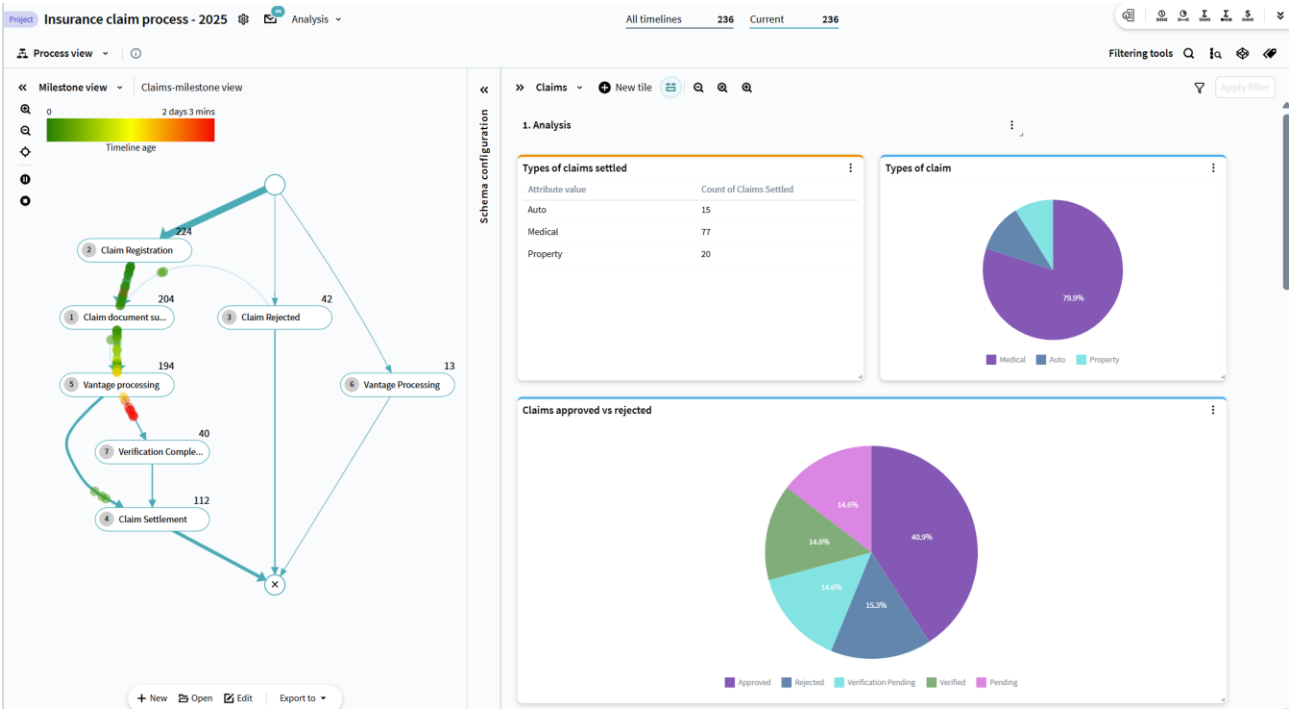 Project Insurance claim process - 2025 44 Analysis
All timelines 236 Current 236
Process view
Filtering tools
Milestone view Claims-milestone view
0 2 days 3 mins
Timeline age
224
2 Claim Registration
204
1 Claim document su...
42
3 Claim Rejected
194
5 Vantage processing
13
6 Vantage Processing
40
7 Verification Comple...
112
4 Claim Settlement
+ New Open Edit Export to
Schema configuration
Claims New tile
Apply filter
1. Analysis
Types of claims settled
Attribute value Count of Claims Settled
Auto 15
Medical 77
Property 20
Types of claim
79.9%
Medical Auto Property
Claims approved vs rejected
14.6%
40.9%
14.6%
14.6%
15.3%
Approved Rejected Verification Pending Verified Pending